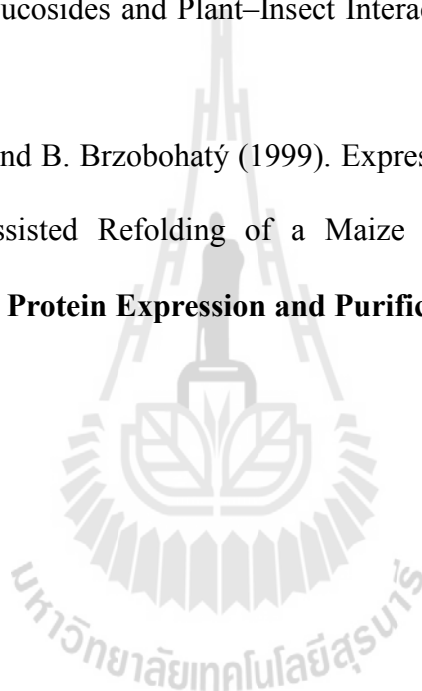 ucosides and Plant–Insect Interac
nd B. Brzobohatý (1999). Expres
ssisted Refolding of a Maize
Protein Expression and Purific
มหาวิทยาลัยเทคโนโลยีสุรนารี